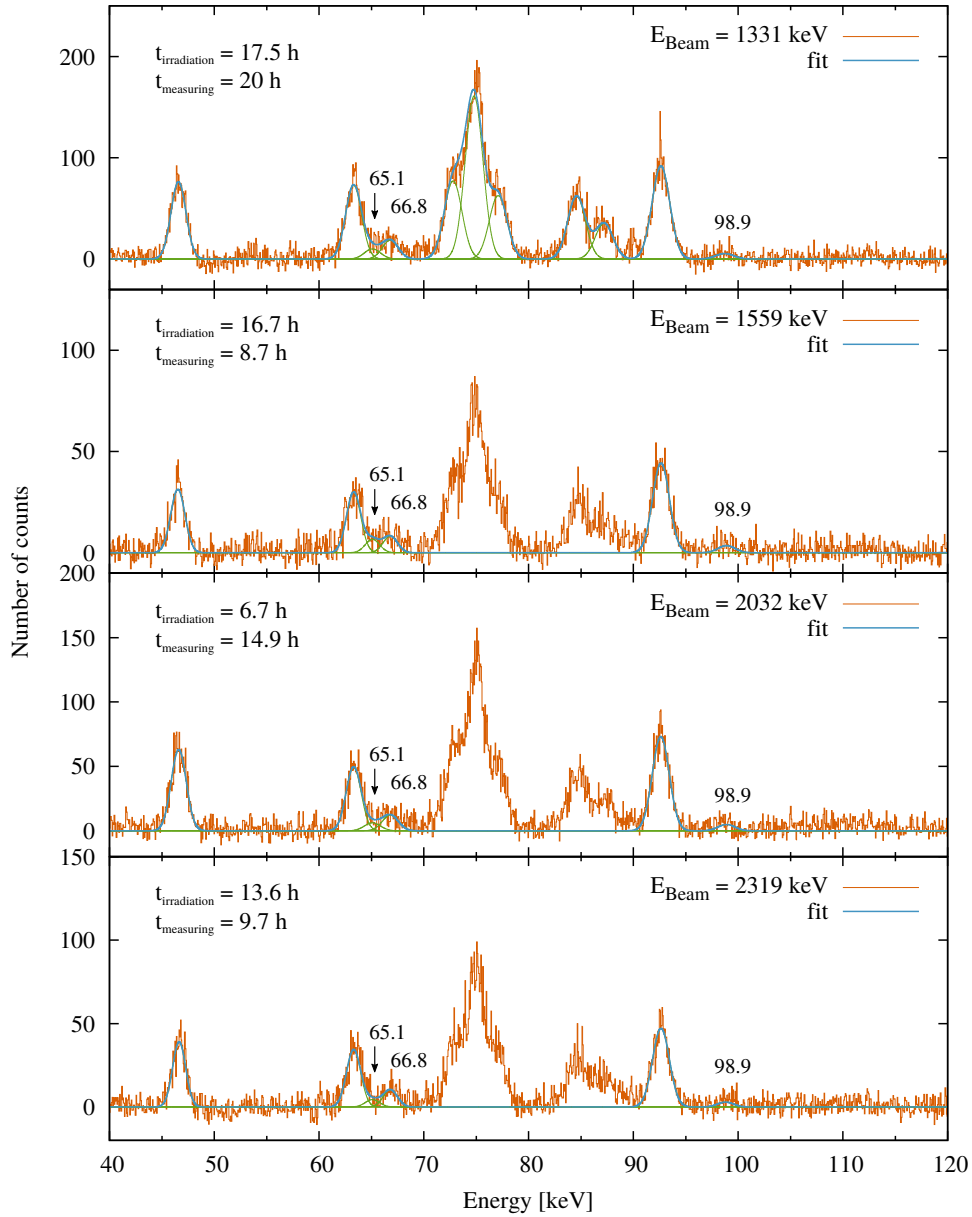 200
100
0
t_irradiation = 17.5 h
t_measuring = 20 h
E_Beam = 1331 keV
fit
65.1
66.8
98.9
100
50
0
t_irradiation = 16.7 h
t_measuring = 8.7 h
E_Beam = 1559 keV
fit
65.1
66.8
98.9
Number of counts
200
150
100
50
0
t_irradiation = 6.7 h
t_measuring = 14.9 h
E_Beam = 2032 keV
fit
65.1
66.8
98.9
150
100
50
0
t_irradiation = 13.6 h
t_measuring = 9.7 h
E_Beam = 2319 keV
fit
65.1
66.8
98.9
40 50 60 70 80 90 100 110 120
Energy [keV]